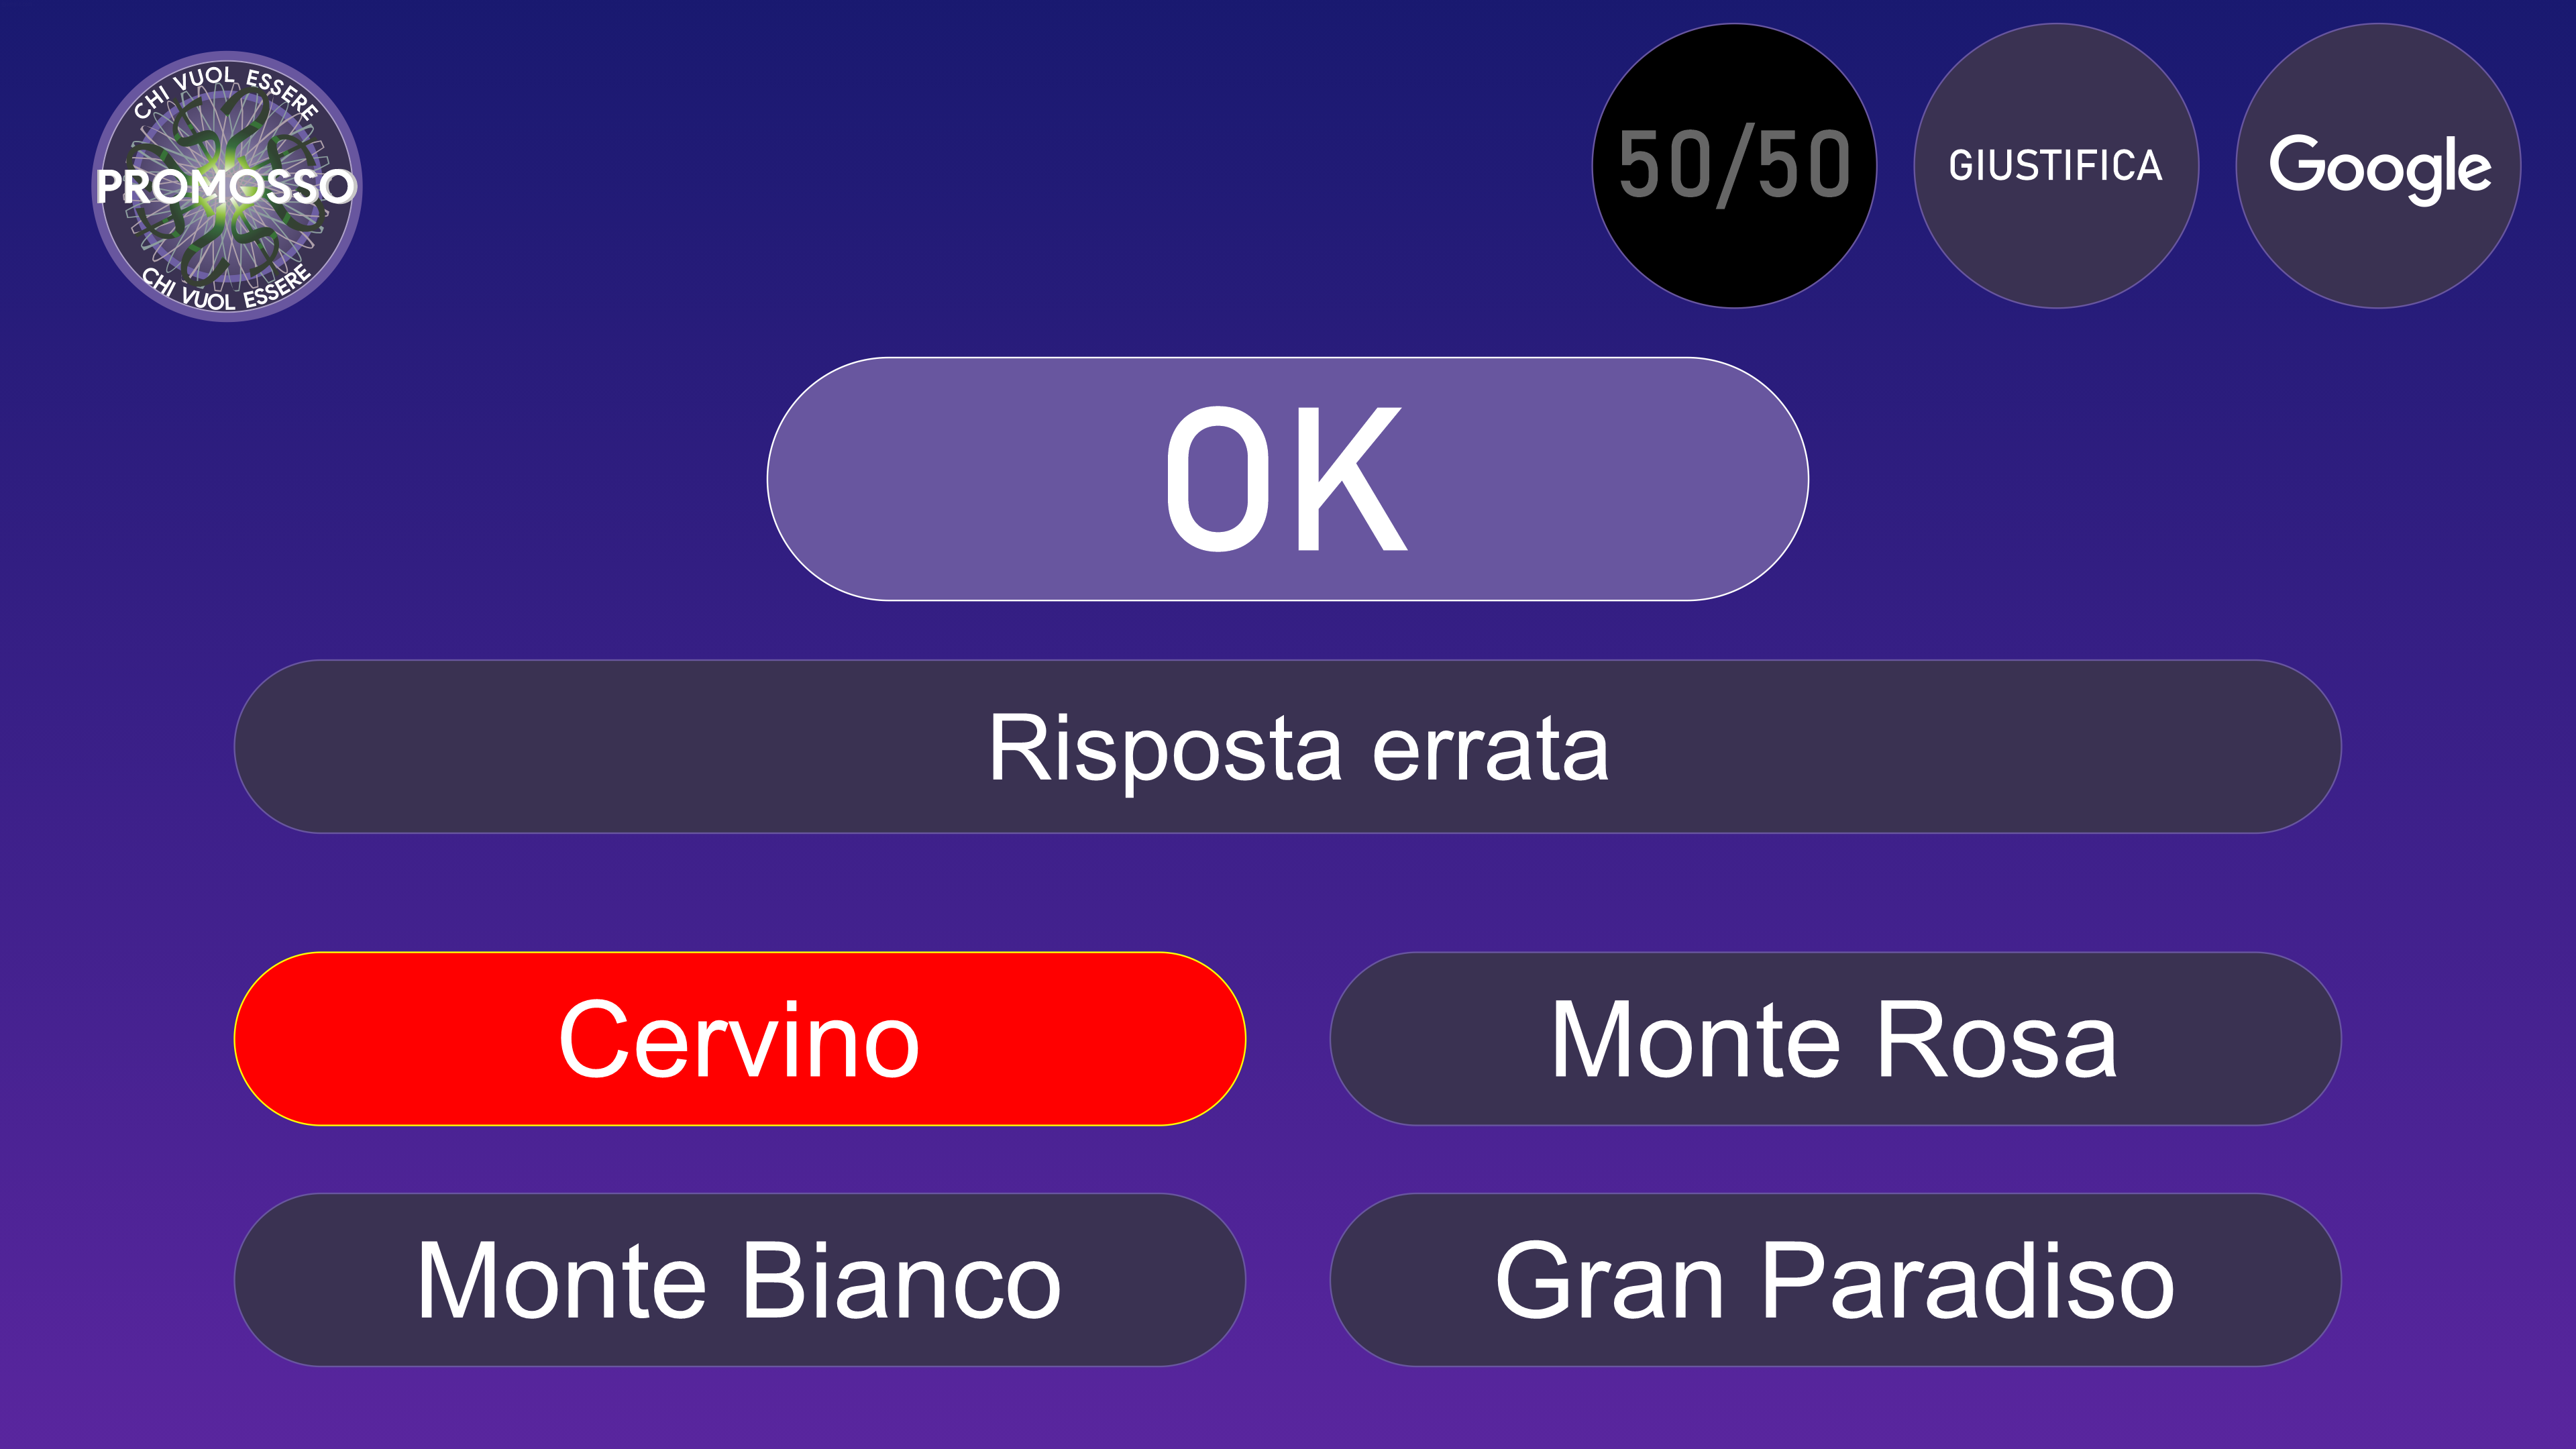 CHI VUOL ESSERE
PROMOSSO
CHI VUOL ESSERE
50/50
GIUSTIFICA
Google
OK
Risposta errata
Cervino
Monte Rosa
Monte Bianco
Gran Paradiso